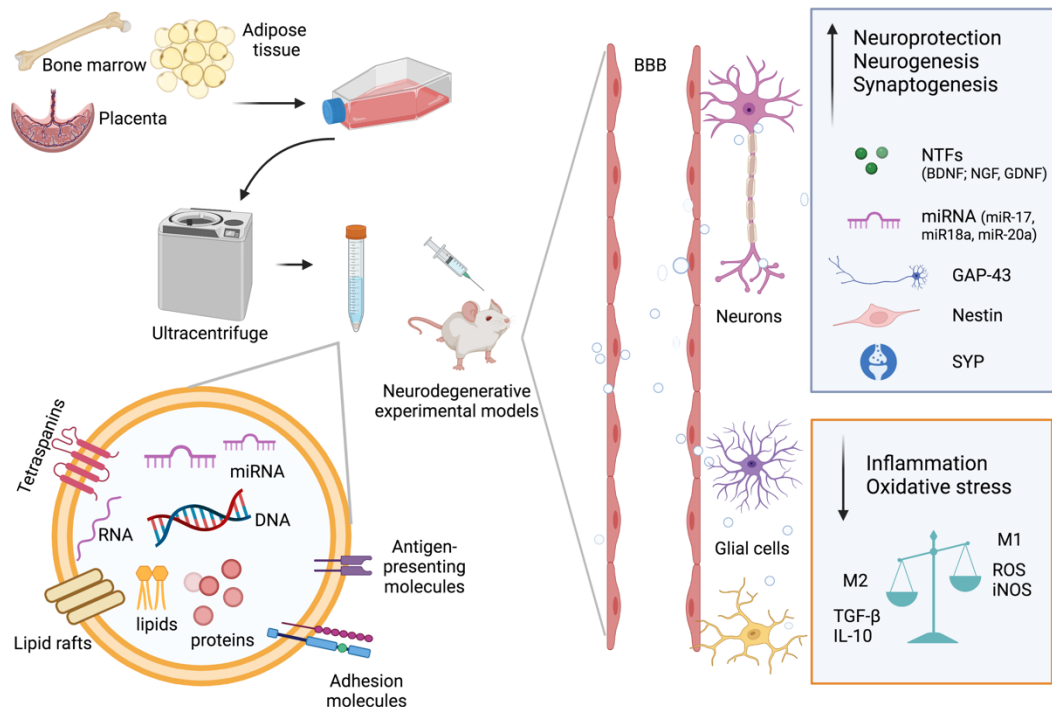 Adipose
tissue
Bone marrow
Placenta
Ultracentrifuge
Neurodegenerative
experimental models
Tetraspanins
miRNA
RNA
DNA
Antigen-
presenting
molecules
lipids
proteins
Lipid rafts
Adhesion
molecules
BBB
Neurons
Glial cells
Neuroprotection
Neurogenesis
Synaptogenesis
NTFs
(BDNF; NGF, GDNF)
miRNA (miR-17,
miR18a, miR-20a)
GAP-43
Nestin
SYP
Inflammation
Oxidative stress
M1
ROS
iNOS
M2
TGF-β
IL-10